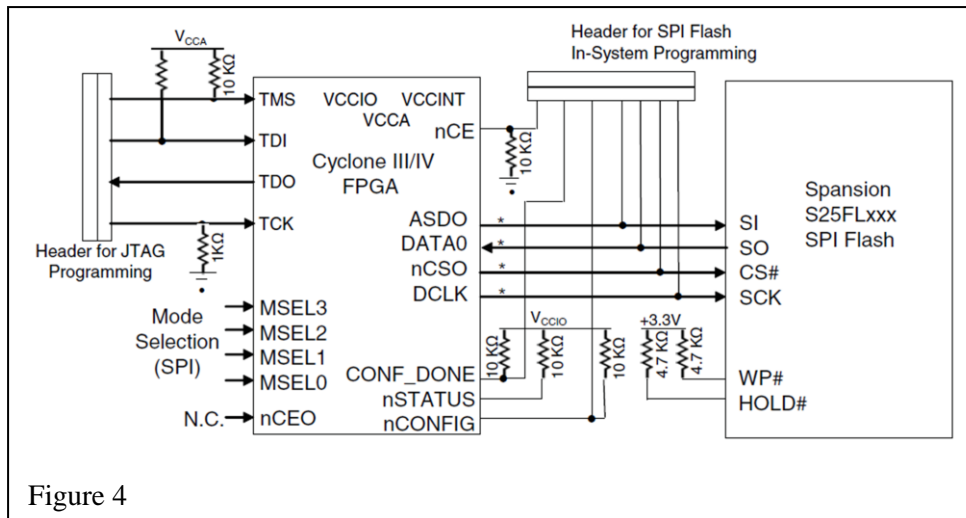 Header for SPI Flash
In-System Programming
VCCA
10 KΩ
TMS
TDI
TDO
TCK
1KΩ
Header for JTAG
Programming
VCCIO VCCINT
VCCA
nCE
10 KΩ
Cyclone III/IV
FPGA
ASDO *
DATA0 *
nCSO *
DCLK *
Spansion
S25FLxxx
SPI Flash
SI
SO
CS#
SCK
Mode
Selection
(SPI)
MSEL3
MSEL2
MSEL1
MSEL0
N.C.
nCEO
VCCIO
10 KΩ
10 KΩ
10 KΩ
+3.3V
4.7 KΩ
4.7 KΩ
CONF_DONE
nSTATUS
nCONFIG
WP#
HOLD#
Figure 4